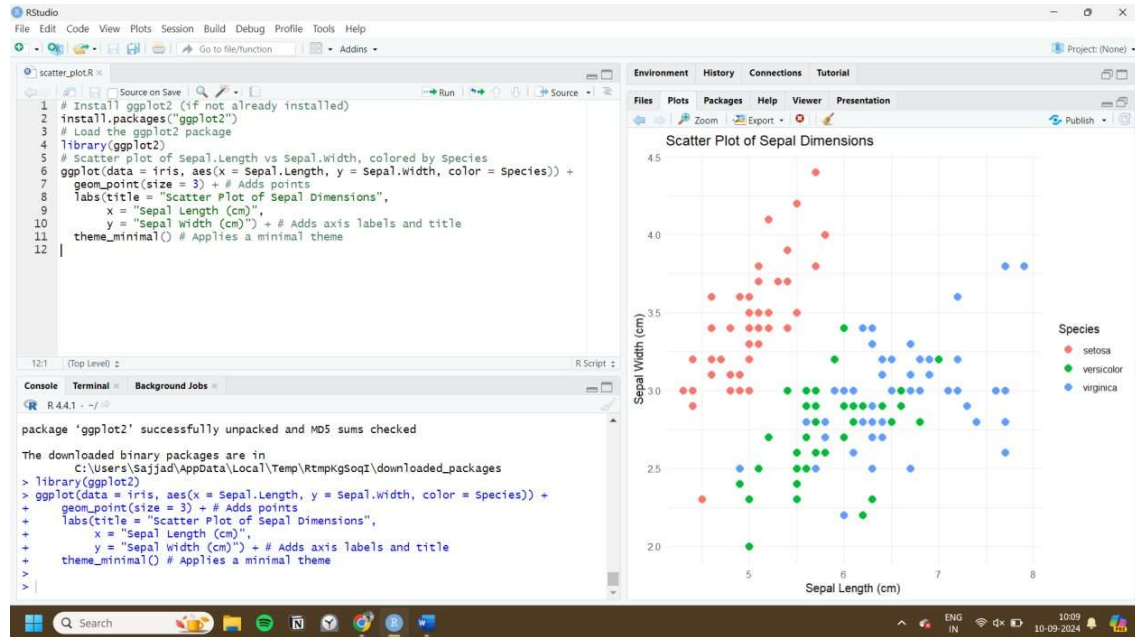 RStudio
File Edit Code View Plots Session Build Debug Profile Tools Help
Go to file/function Addins Project: (None)
scatter_plot.R
Source on Save Run Source
1 # Install ggplot2 (if not already installed)
2 install.packages("ggplot2")
3 # Load the ggplot2 package
4 library(ggplot2)
5 # Scatter plot of Sepal.Length vs Sepal.Width, colored by Species
6 ggplot(data = iris, aes(x = Sepal.Length, y = Sepal.Width, color = Species)) +
7 geom_point(size = 3) + # Adds points
8 labs(title = "Scatter Plot of Sepal Dimensions",
9 x = "Sepal Length (cm)",
10 y = "Sepal Width (cm)") + # Adds axis labels and title
11 theme_minimal() # Applies a minimal theme
12
12:1 (Top Level) R Script
Console Terminal Background Jobs
R 4.4.1 · ~/
package ‘ggplot2’ successfully unpacked and MD5 sums checked
The downloaded binary packages are in
C:\Users\Sajjad\AppData\Local\Temp\RtmpKgSoqI\downloaded_packages
> library(ggplot2)
> ggplot(data = iris, aes(x = Sepal.Length, y = Sepal.Width, color = Species)) +
+ geom_point(size = 3) + # Adds points
+ labs(title = "Scatter Plot of Sepal Dimensions",
+ x = "Sepal Length (cm)",
+ y = "Sepal Width (cm)") + # Adds axis labels and title
+ theme_minimal() # Applies a minimal theme
>
>
Environment History Connections Tutorial
Files Plots Packages Help Viewer Presentation
Zoom Export Publish
Scatter Plot of Sepal Dimensions
4.5
4.0
3.5
3.0
2.5
2.0
Sepal Width (cm)
5 6 7 8
Sepal Length (cm)
Species
setosa
versicolor
virginica
Search
ENG
IN
10:09
10-09-2024